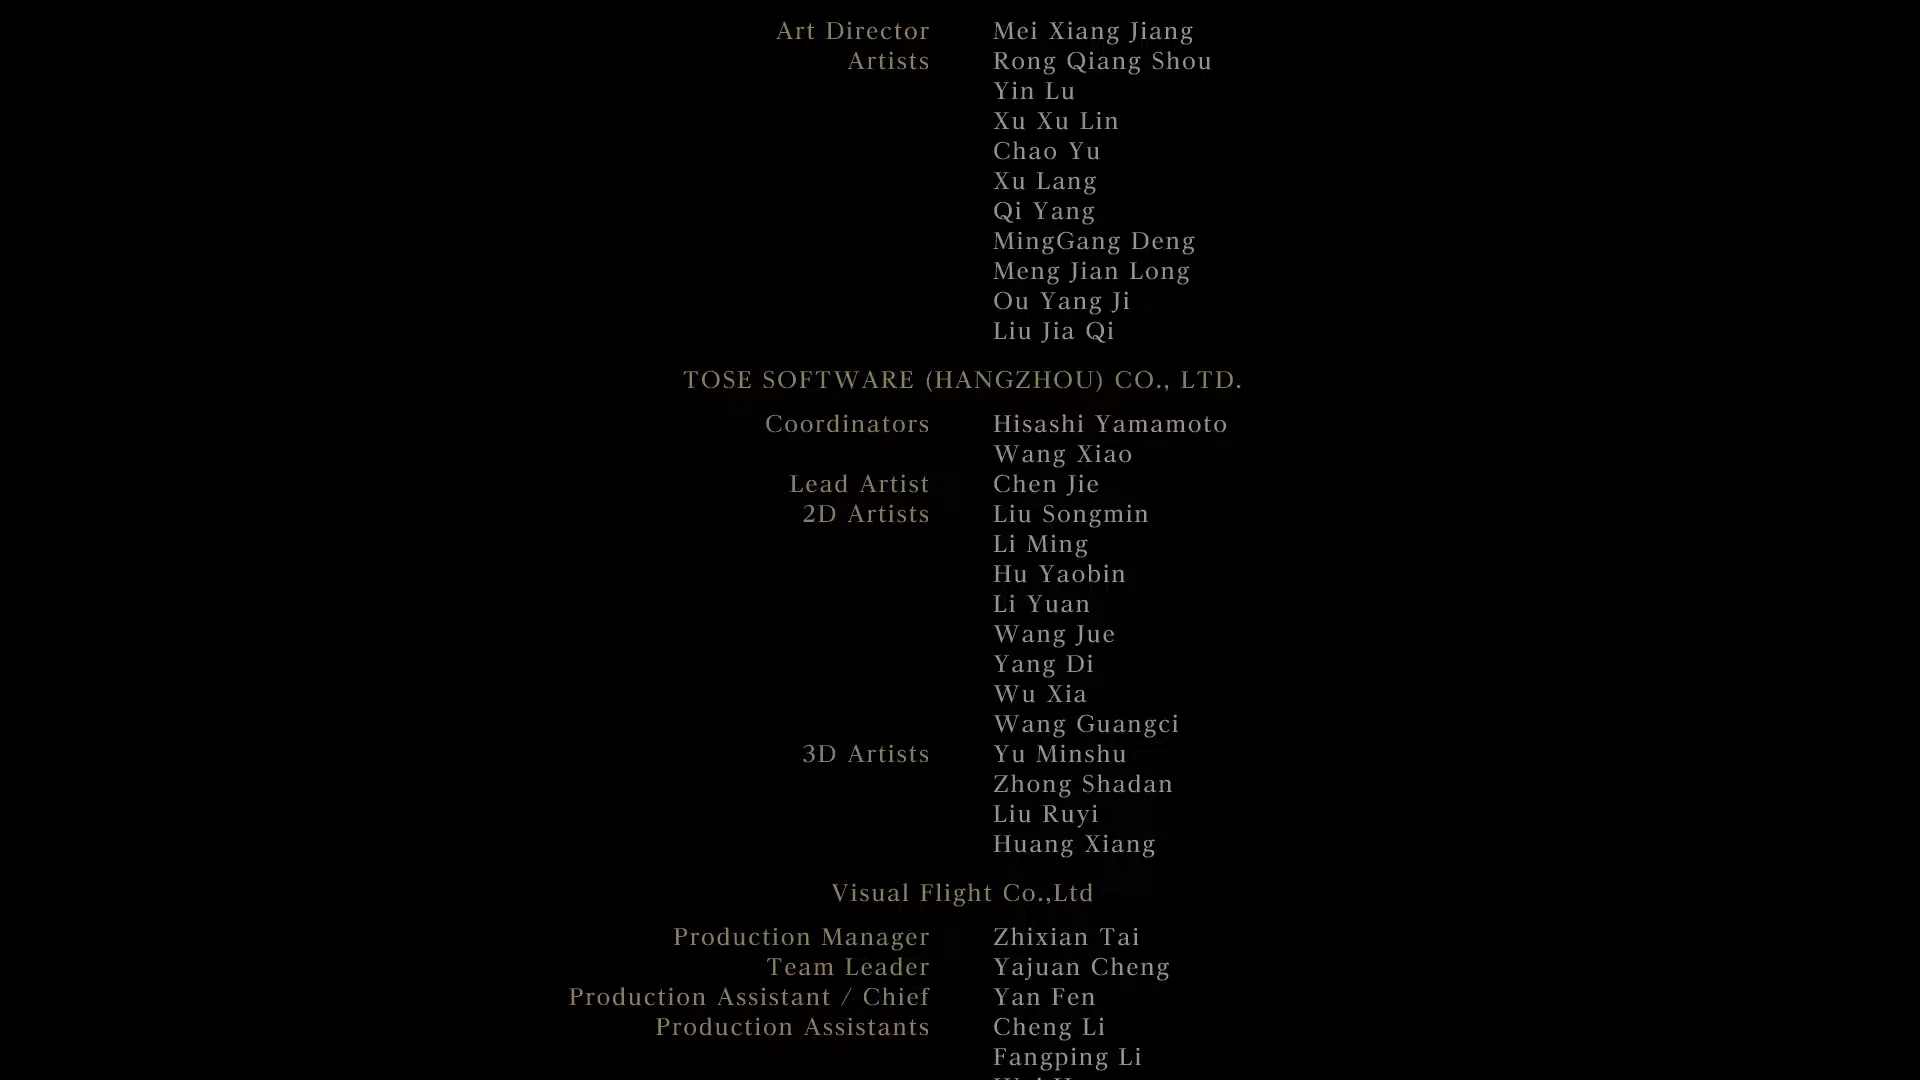 Art Director Mei Xiang Jiang
Artists Rong Qiang Shou
Yin Lu
Xu Xu Lin
Chao Yu
Xu Lang
Qi Yang
MingGang Deng
Meng Jian Long
Ou Yang Ji
Liu Jia Qi
TOSE SOFTWARE (HANGZHOU) CO., LTD.
Coordinators Hisashi Yamamoto
Wang Xiao
Lead Artist Chen Jie
2D Artists Liu Songmin
Li Ming
Hu Yaobin
Li Yuan
Wang Jue
Yang Di
Wu Xia
Wang Guangci
3D Artists Yu Minshu
Zhong Shadan
Liu Ruyi
Huang Xiang
Visual Flight Co.,Ltd
Production Manager Zhixian Tai
Team Leader Yajuan Cheng
Production Assistant / Chief Yan Fen
Production Assistants Cheng Li
Fangping Li